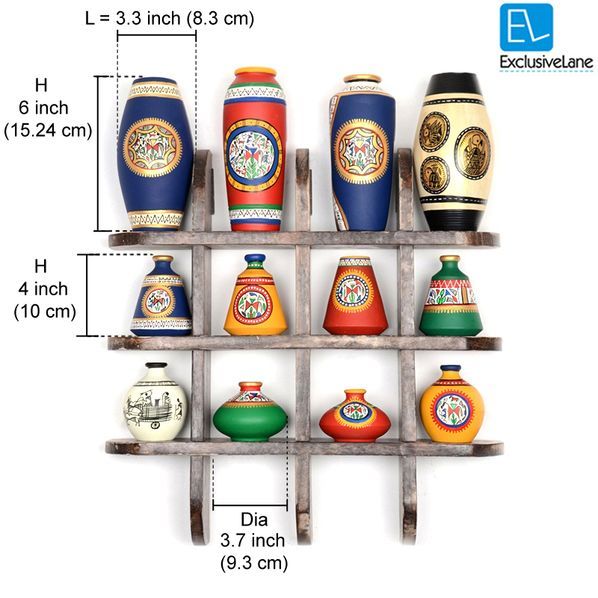 L = 3.3 inch (8.3 cm)
EL
ExclusiveLane
H
6 inch
(15.24 cm)
H
4 inch
(10 cm)
Dia
3.7 inch
(9.3 cm)